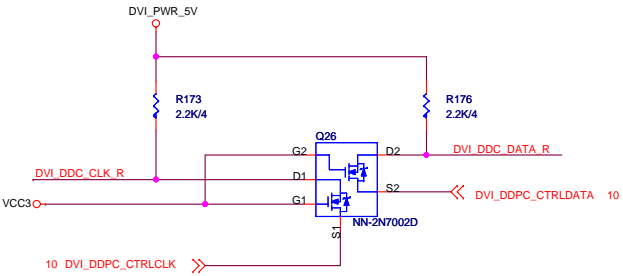 DVI_PWR_5V
R173
2.2K/4
R176
2.2K/4
Q26
G2
D2
DVI_DDC_DATA_R
DVI_DDC_CLK_R
D1
S2
DVI_DDPC_CTRLDATA 10
VCC3
G1
NN-2N7002D
S1
10 DVI_DDPC_CTRLCLK